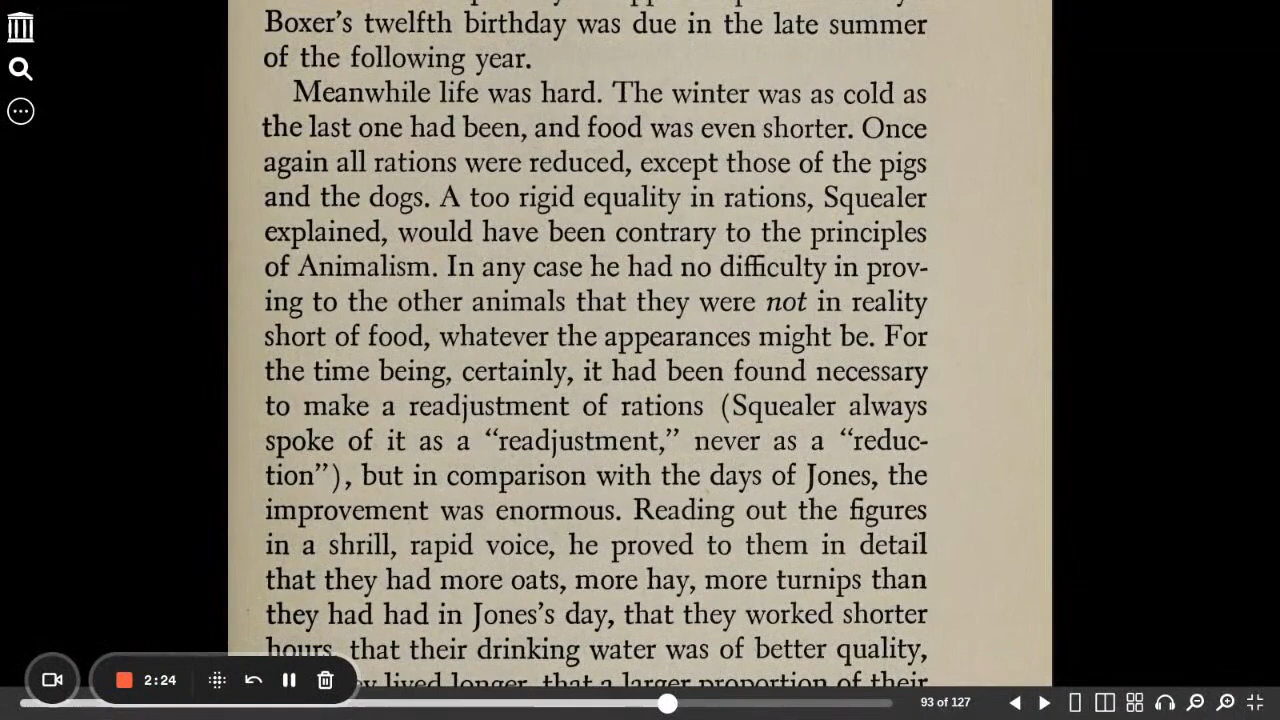 Boxer's twelfth birthday was due in the late summer
of the following year.
Meanwhile life was hard. The winter was as cold as
the last one had been, and food was even shorter. Once
again all rations were reduced, except those of the pigs
and the dogs. A too rigid equality in rations, Squealer
explained, would have been contrary to the principles
of Animalism. In any case he had no difficulty in prov-
ing to the other animals that they were not in reality
short of food, whatever the appearances might be. For
the time being, certainly, it had been found necessary
to make a readjustment of rations (Squealer always
spoke of it as a “readjustment,” never as a “reduc-
tion”), but in comparison with the days of Jones, the
improvement was enormous. Reading out the figures
in a shrill, rapid voice, he proved to them in detail
that they had more oats, more hay, more turnips than
they had had in Jones's day, that they worked shorter
hours, that their drinking water was of better quality,
lived longer, that a larger proportion of their
2:24
93 of 127